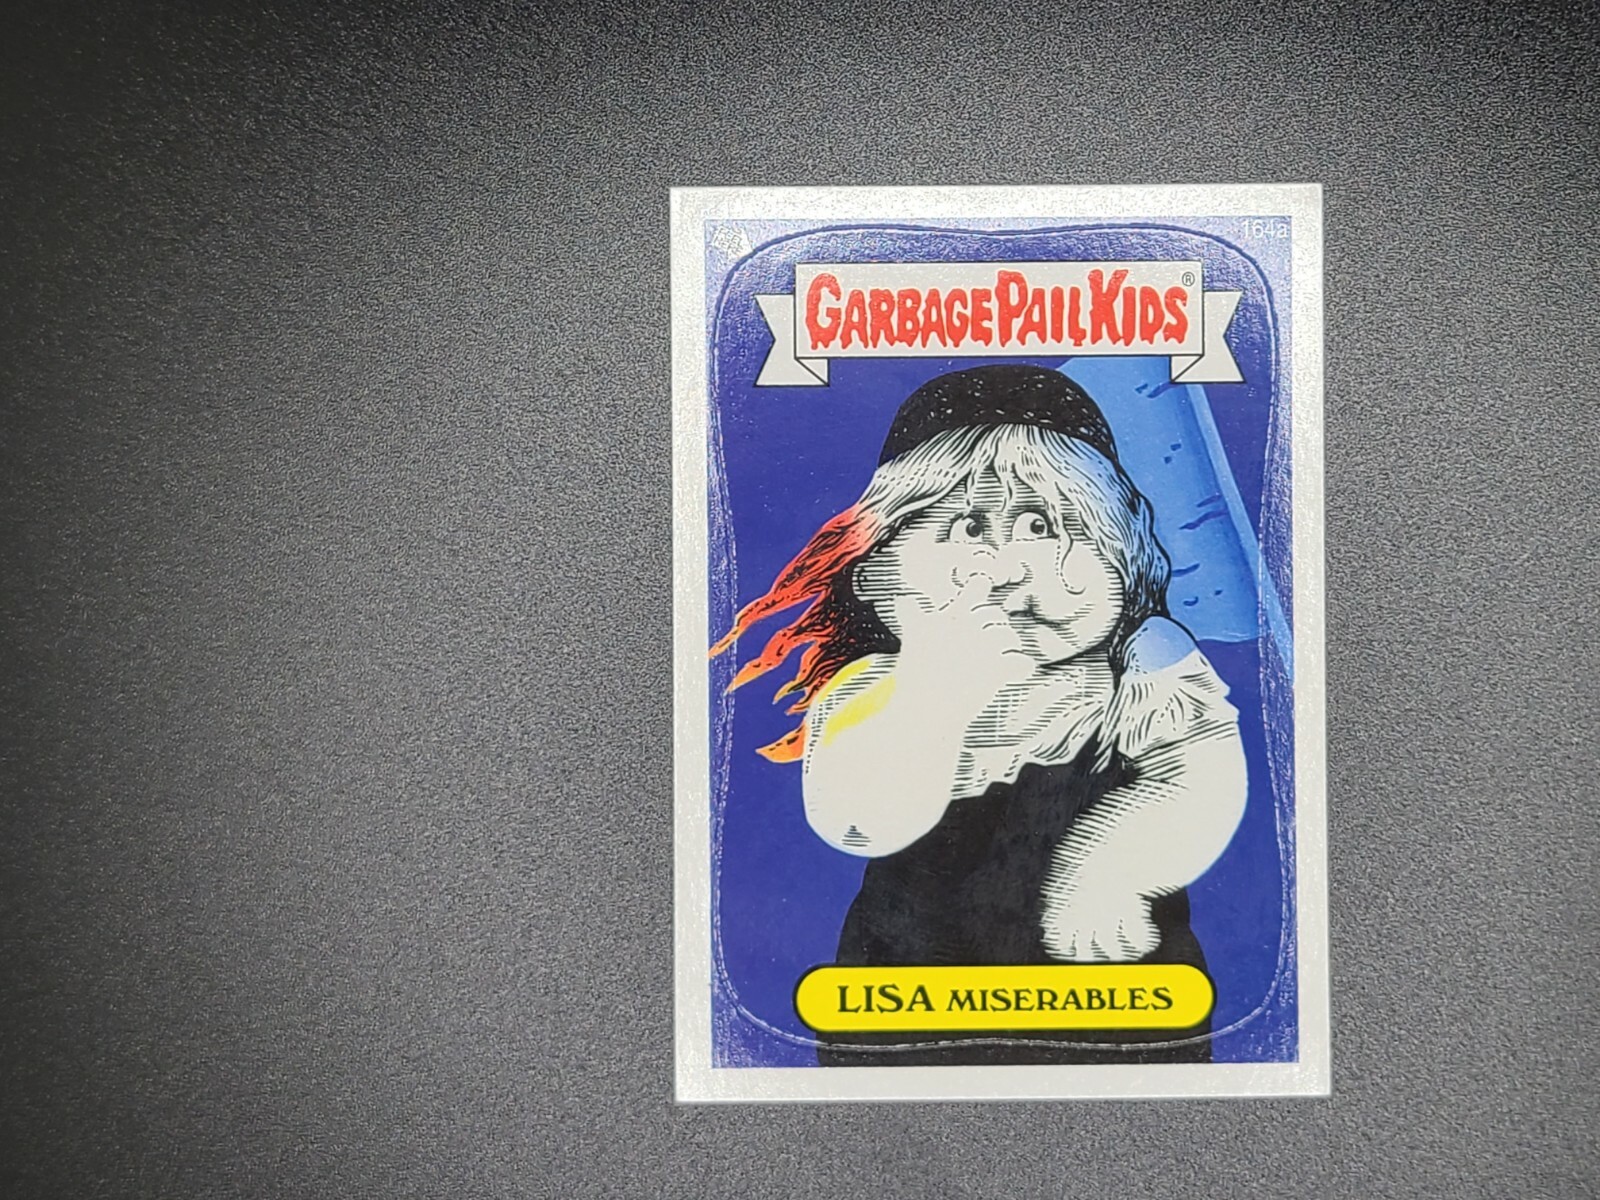 164a
GARBAGE PAIL KIDS®
LISA MISERABLES